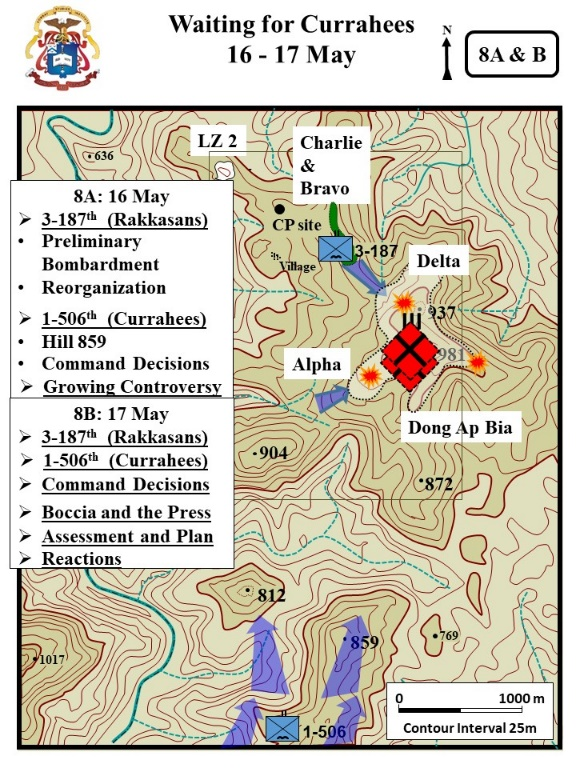 Waiting for Currahees
16 - 17 May
N
8A & B
636
LZ 2
Charlie
&
Bravo
8A: 16 May
➢ 3-187th (Rakkasans)
• Preliminary
Bombardment
• Reorganization
➢ 1-506th (Currahees)
• Hill 859
• Command Decisions
➢ Growing Controversy
8B: 17 May
➢ 3-187th (Rakkasans)
➢ 1-506th (Currahees)
➢ Command Decisions
➢ Boccia and the Press
➢ Assessment and Plan
➢ Reactions
CP site
3-187
Village
Delta
937
981
Alpha
Dong Ap Bia
904
872
812
859
769
1017
1-506
0 1000 m
Contour Interval 25m